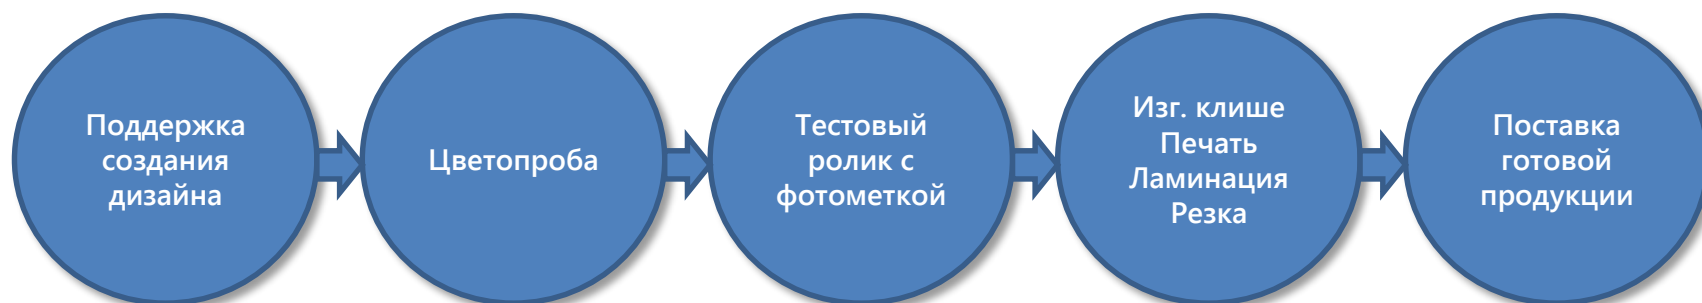 Поддержка
создания
дизайна
Цветопроба
Тестовый
ролик с
фотометкой
Изг. клише
Печать
Ламинация
Резка
Поставка
готовой
продукции